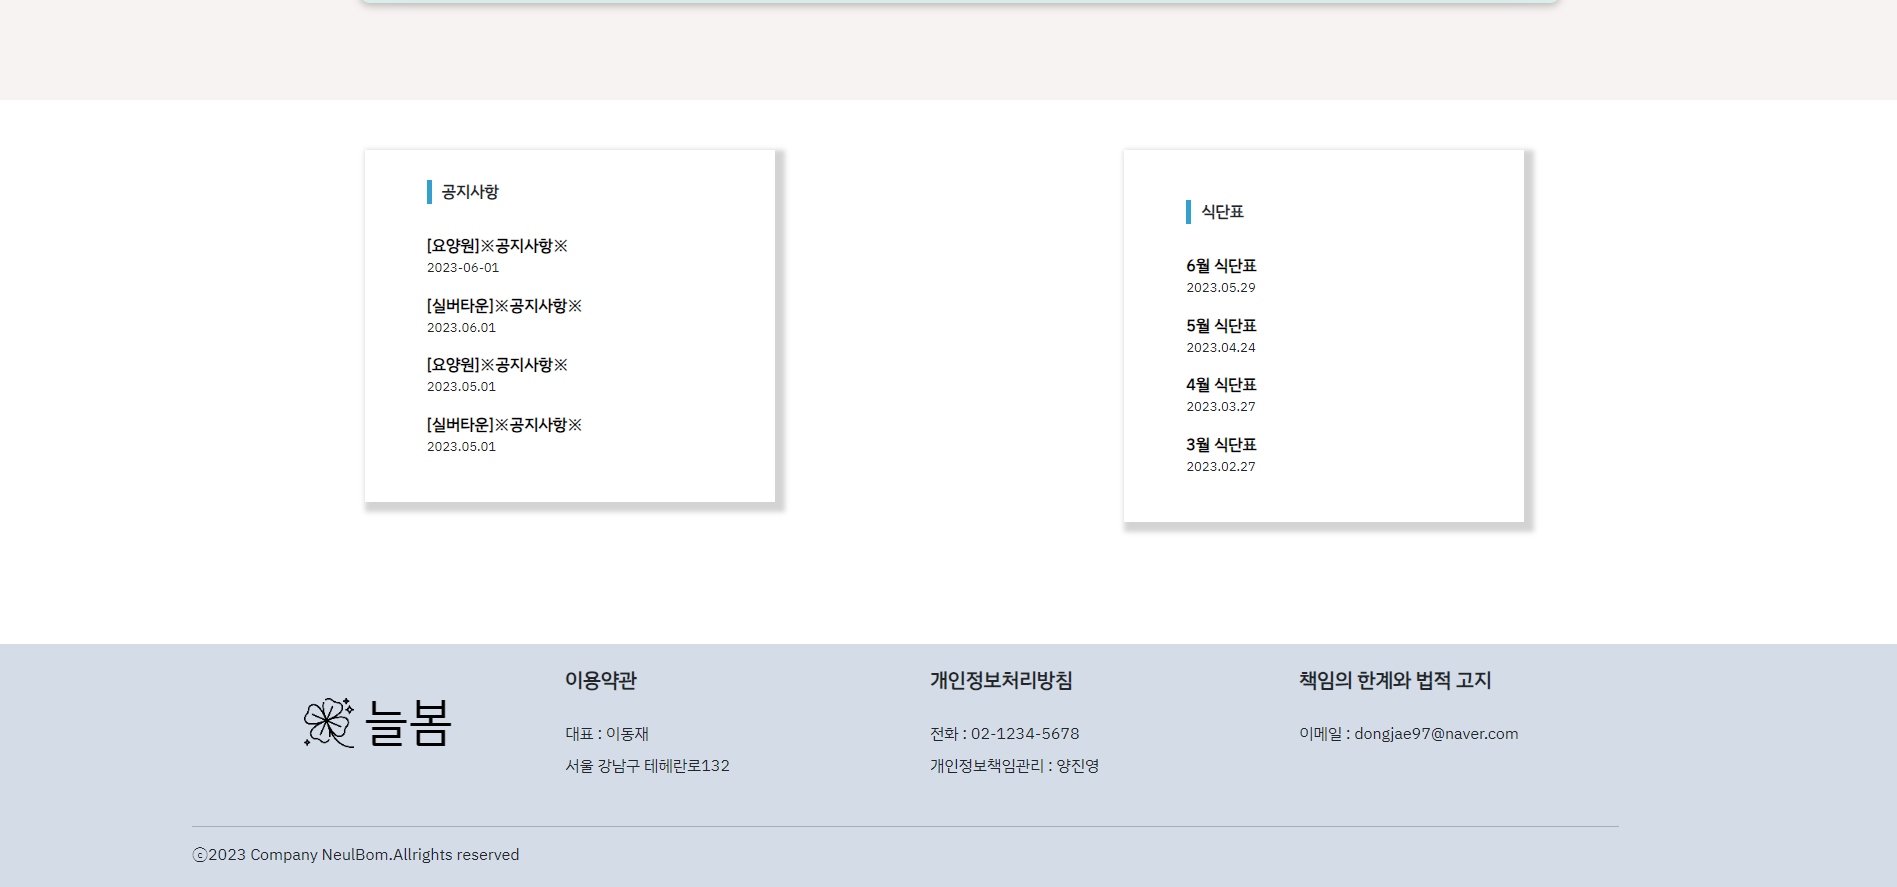 공지사항
[요양원]※공지사항※
2023-06-01
[실버타운]※공지사항※
2023.06.01
[요양원]※공지사항※
2023.05.01
[실버타운]※공지사항※
2023.05.01
식단표
6월 식단표
2023.05.29
5월 식단표
2023.04.24
4월 식단표
2023.03.27
3월 식단표
2023.02.27
늘봄
이용약관
대표 : 이동재
서울 강남구 테헤란로132
개인정보처리방침
전화 : 02-1234-5678
개인정보책임관리 : 양진영
책임의 한계와 법적 고지
이메일 : dongjae97@naver.com
ⓒ2023 Company NeulBom.Allrights reserved